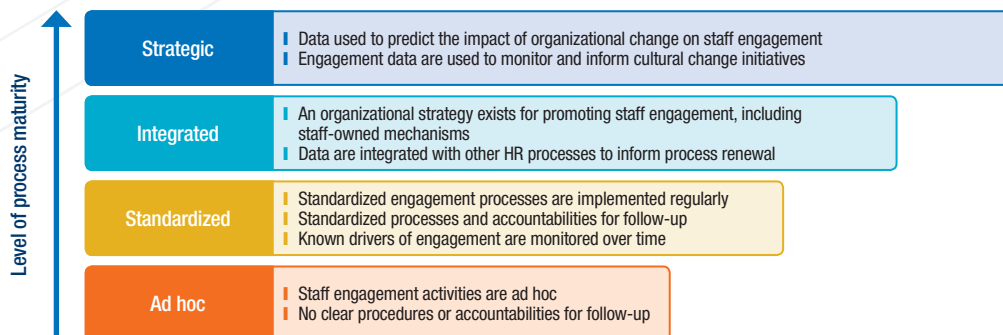 Level of process maturity
Strategic
Data used to predict the impact of organizational change on staff engagement
Engagement data are used to monitor and inform cultural change initiatives
Integrated
An organizational strategy exists for promoting staff engagement, including
staff-owned mechanisms
Data are integrated with other HR processes to inform process renewal
Standardized
Standardized engagement processes are implemented regularly
Standardized processes and accountabilities for follow-up
Known drivers of engagement are monitored over time
Ad hoc
Staff engagement activities are ad hoc
No clear procedures or accountabilities for follow-up